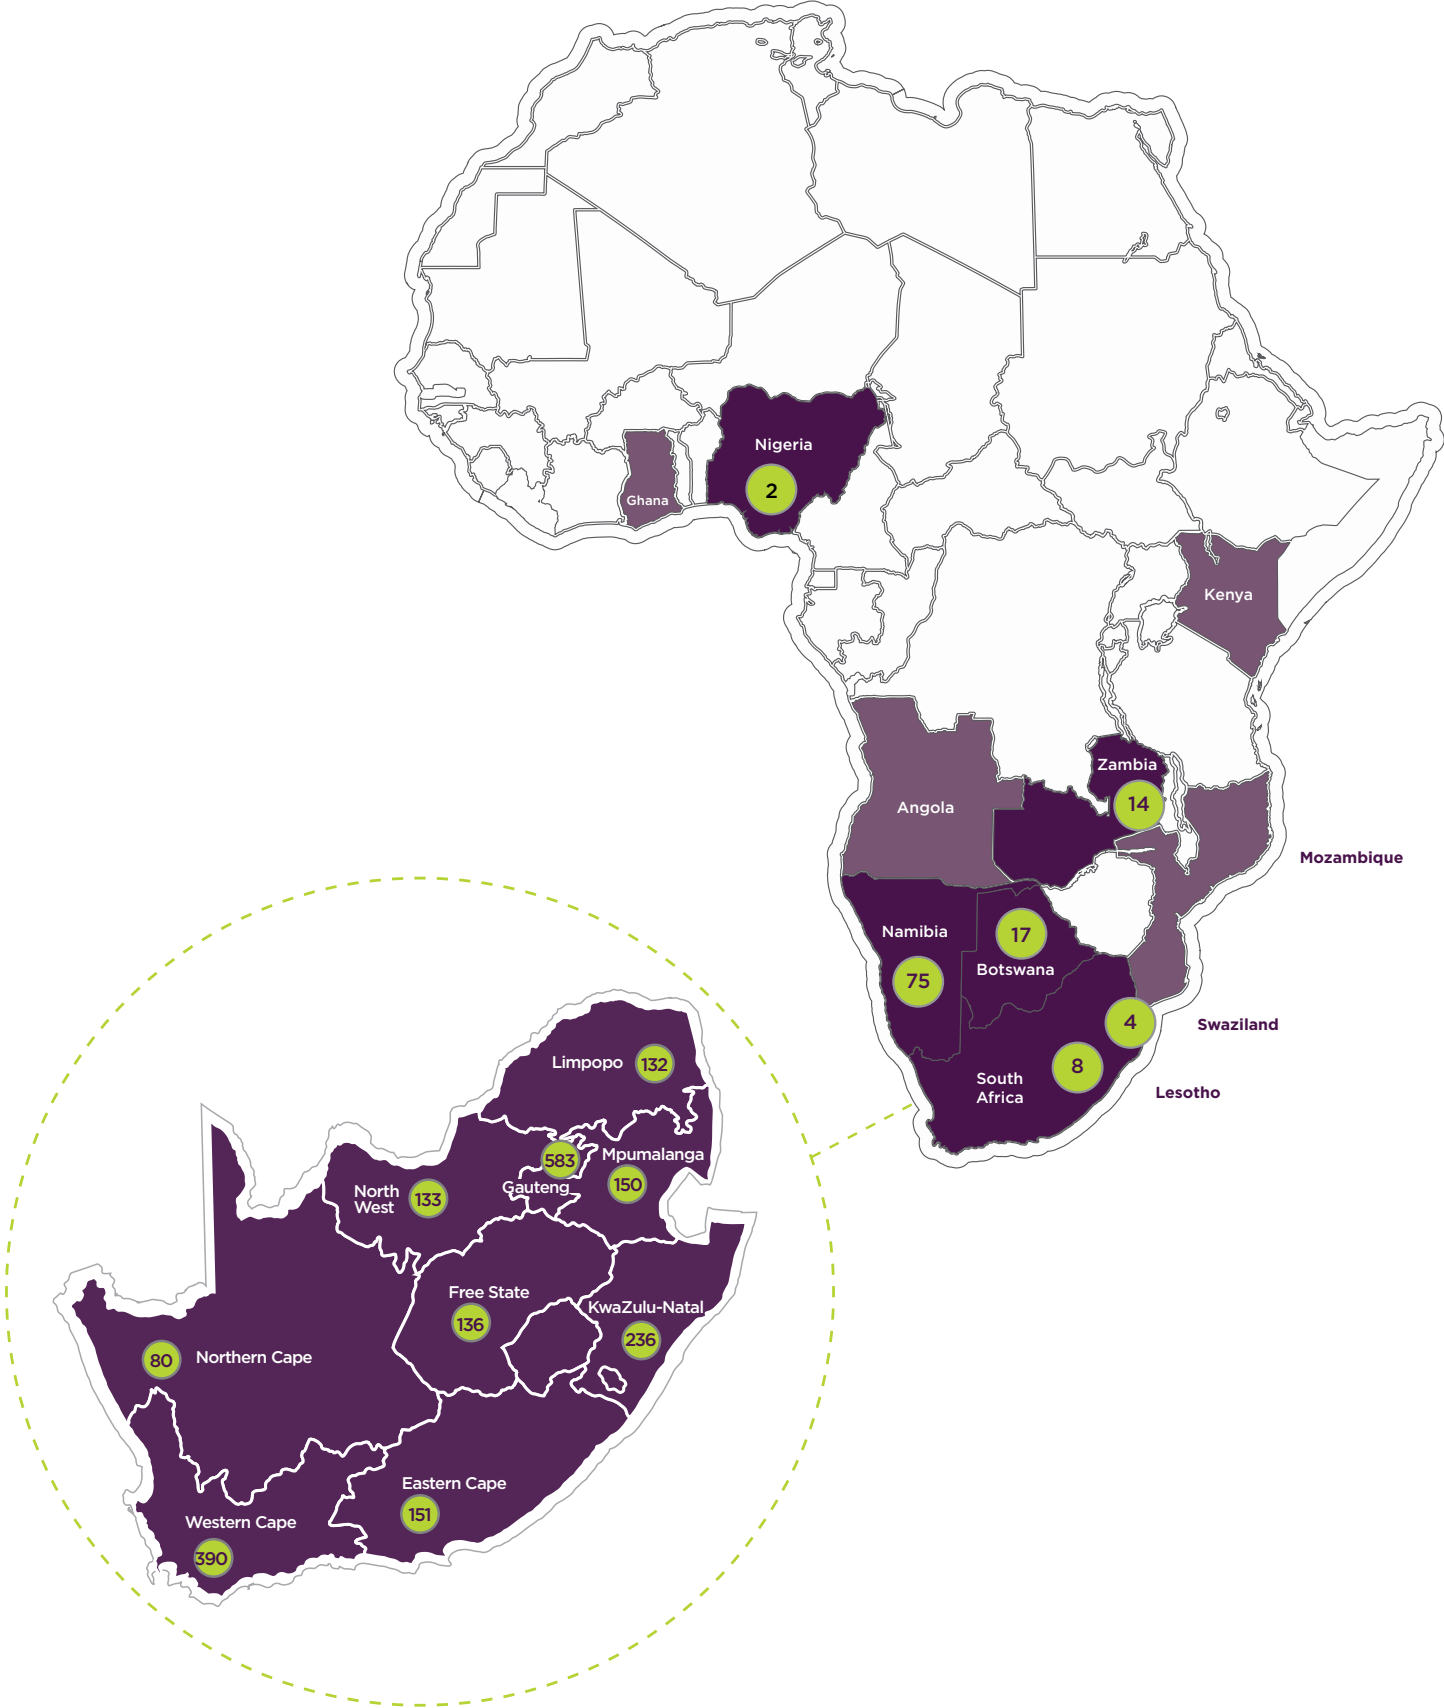 Nigeria
2
Ghana
Kenya
Zambia
14
Angola
Mozambique
Namibia
75
17
Botswana
4
Swaziland
8
South
Africa
Lesotho
Limpopo
132
583
Mpumalanga
150
Gauteng
North
West
133
Free State
136
KwaZulu-Natal
236
80
Northern Cape
Eastern Cape
151
Western Cape
390